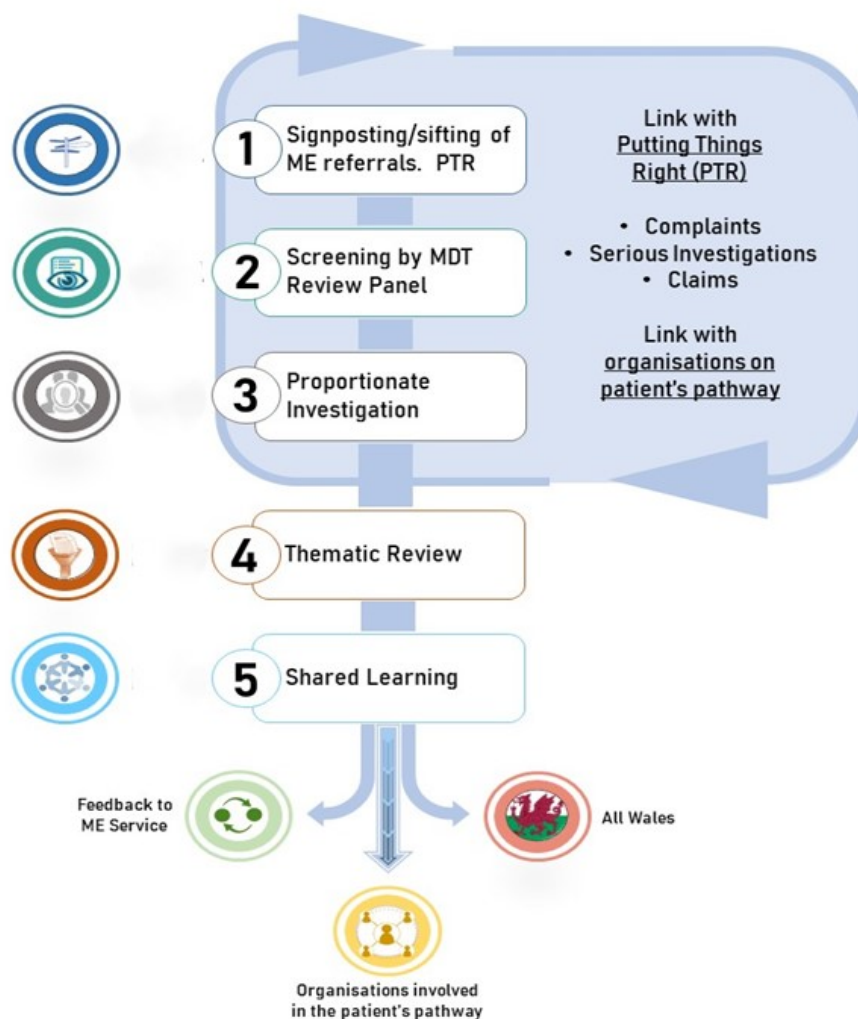 1
Signposting/sifting of
ME referrals. PTR
2
Screening by MDT
Review Panel
3
Proportionate
Investigation
Link with
Putting Things
Right (PTR)
• Complaints
• Serious Investigations
• Claims
Link with
organisations on
patient's pathway
4
Thematic Review
5
Shared Learning
Feedback to
ME Service
All Wales
Organisations involved
in the patient's pathway